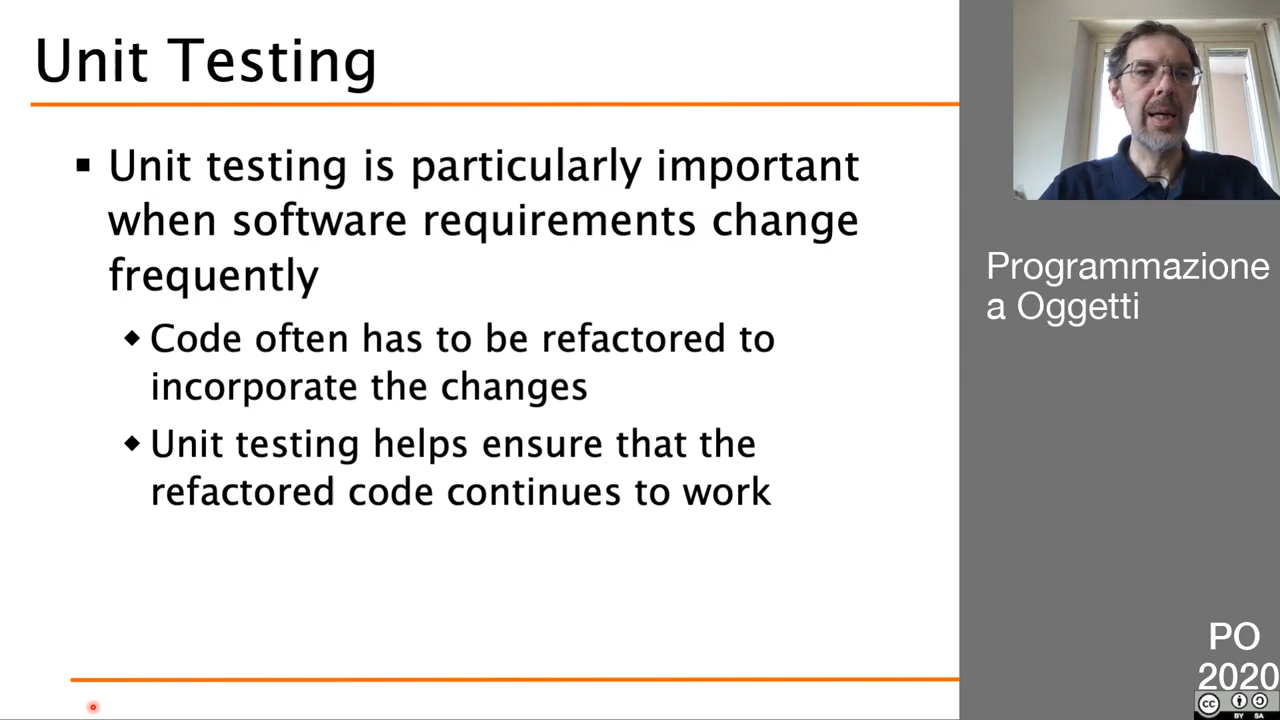 Unit Testing
Unit testing is particularly important
when software requirements change
frequently
Code often has to be refactored to
incorporate the changes
Unit testing helps ensure that the
refactored code continues to work
Programmazione
a Oggetti
PO
2020
CC
BY SA